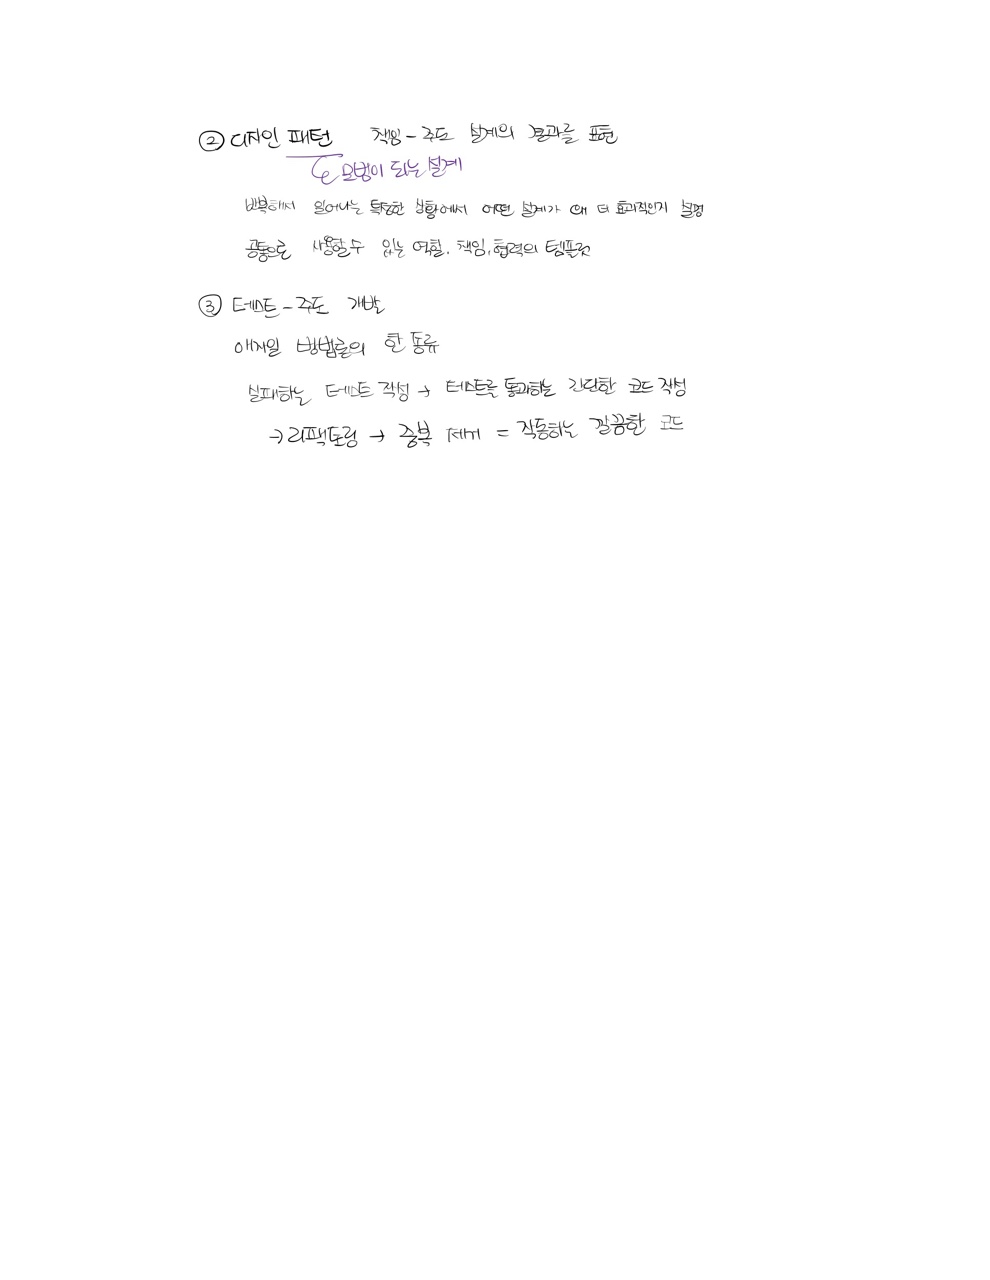 ② 디자인 패턴 책임-주도 설계의 결과를 표현
모범이 되는 설계
반복해서 일어나는 특정한 상황에서 어떤 설계가 왜 더 효과적인지 설명
공통으로 사용할 수 있는 역할, 책임, 협력의 템플릿
③ 테스트-주도 개발
애자일 방법론의 한 종류
실패하는 테스트 작성 → 테스트를 통과하는 간단한 코드 작성
→ 리팩토링 → 중복 제거 = 작동하는 깔끔한 코드